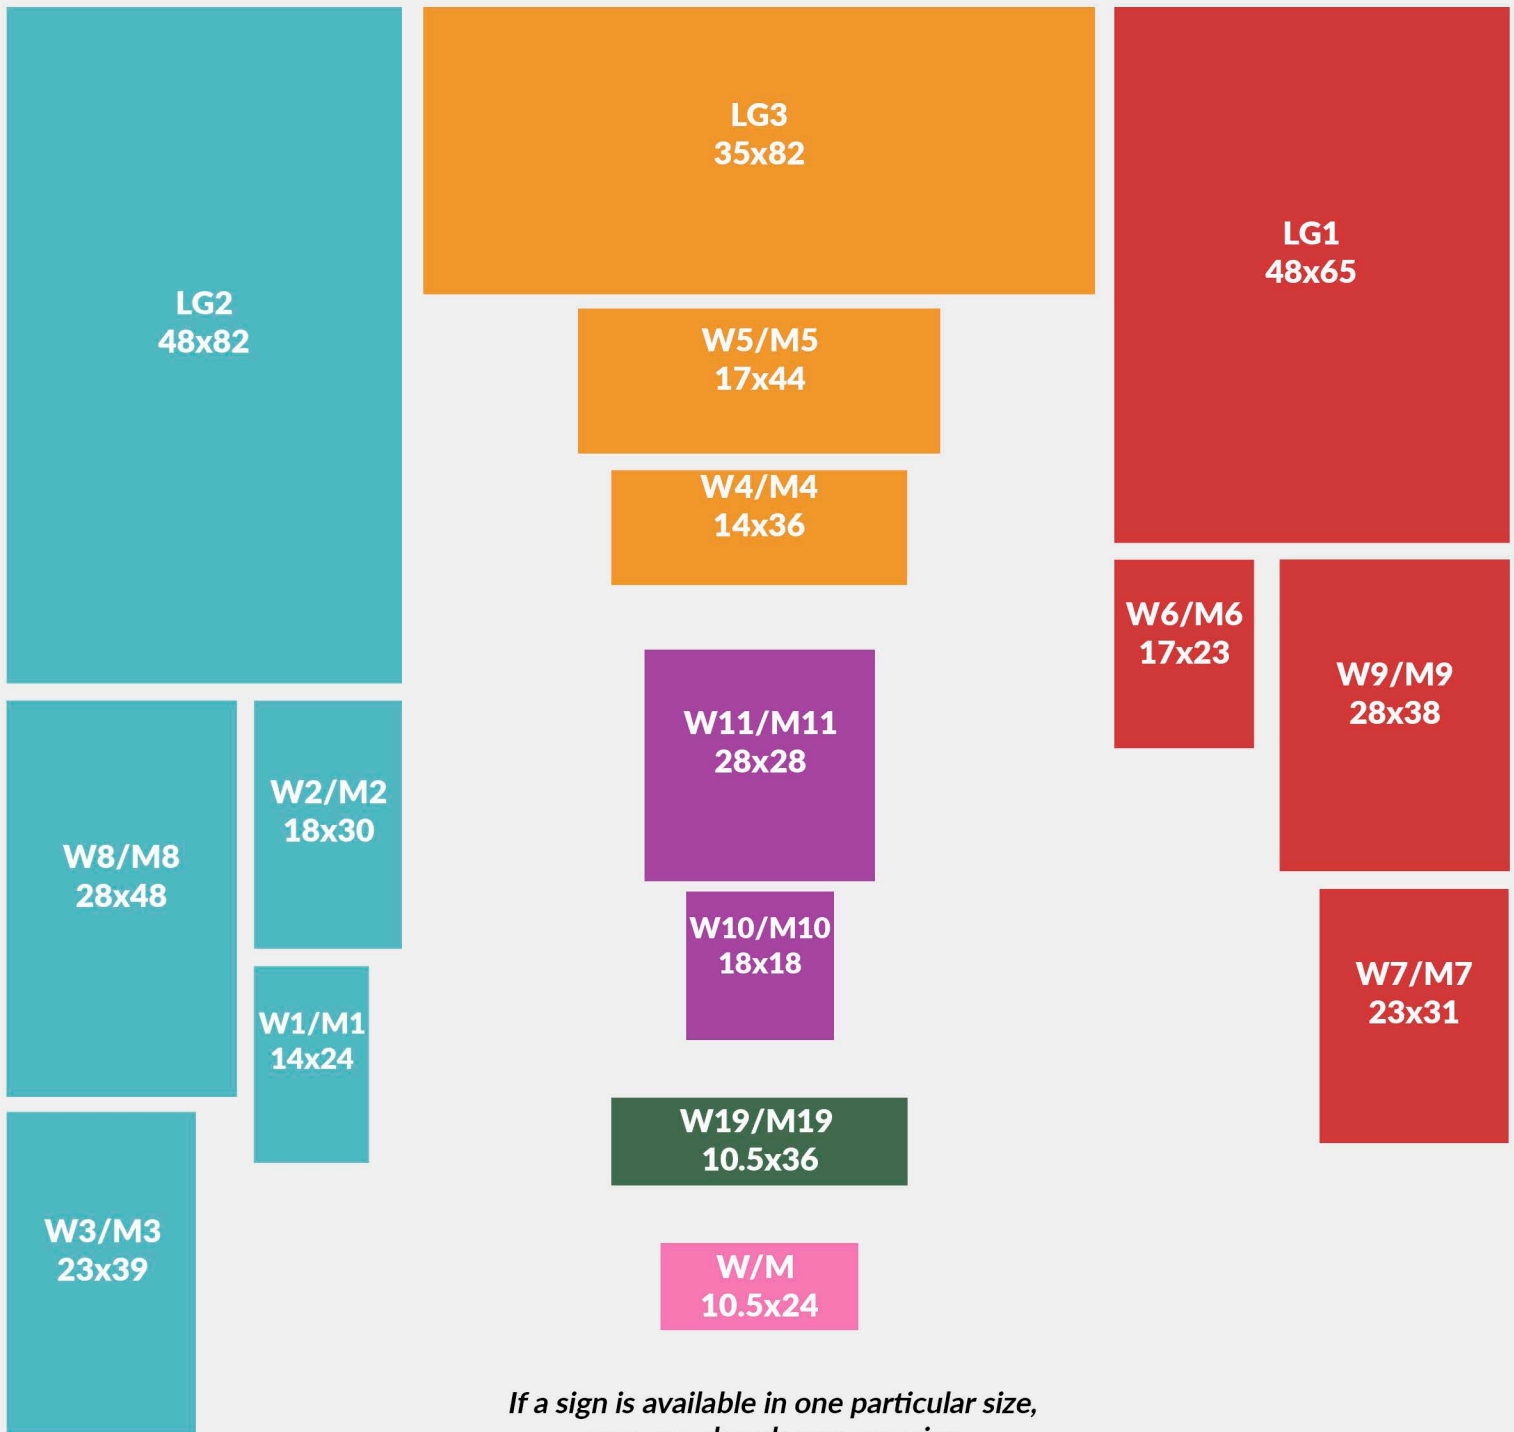 LG2
48x82
LG3
35x82
LG1
48x65
W5/M5
17x44
W4/M4
14x36
W6/M6
17x23
W9/M9
28x38
W11/M11
28x28
W2/M2
18x30
W8/M8
28x48
W10/M10
18x18
W7/M7
23x31
W1/M1
14x24
W19/M19
10.5x36
W3/M3
23x39
W/M
10.5x24
If a sign is available in one particular size,